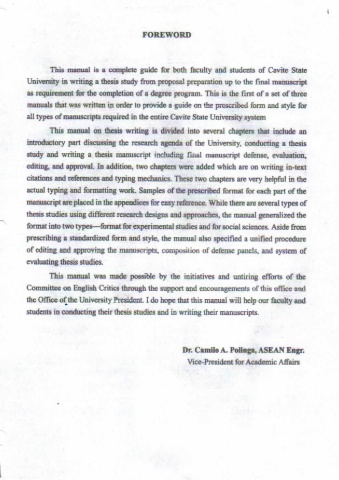 FOREWORD
This manual is a complete guide for both faculty and students of Cavite State
University in writing a thesis study from proposal preparation up to the final manuscript
as requirement for the completion of a degree program. This is the first of a set of three
manuals that was written in order to provide a guide on the proscribed form and style for
all types of manuscripts required in the entire Cavite State University system
This manual on thesis writing is divided into several chapters that include an
introductory part discussing the research agenda of the University, conducting a thesis
study and writing a thesis manuscript including final manuscript defense, evaluation,
editing, and approval. In addition, two chapters were added which are on writing in-text
citations and references and typing mechanics. These two chapters are very helpful in the
actual typing and formatting work. Samples of the prescribed format for each part of the
manuscript are placed in the appendices for easy reference. While there are several types of
thesis studies using different research designs and approaches, the manual generalized the
format into two types—format for experimental studies and for social sciences. Aside from
prescribing a standardized form and style, the manual also specified a unified procedure
of editing and approving the manuscripts, composition of defense panels, and system of
evaluating thesis studies.
This manual was made possible by the initiatives and untiring efforts of the
Committee on English Critics through the support and encouragements of this office and
the Office of the University President. I do hope that this manual will help our faculty and
students in conducting their thesis studies and in writing their manuscripts.
Dr. Camilo A. Polinga, ASEAN Engr.
Vice-President for Academic Affairs